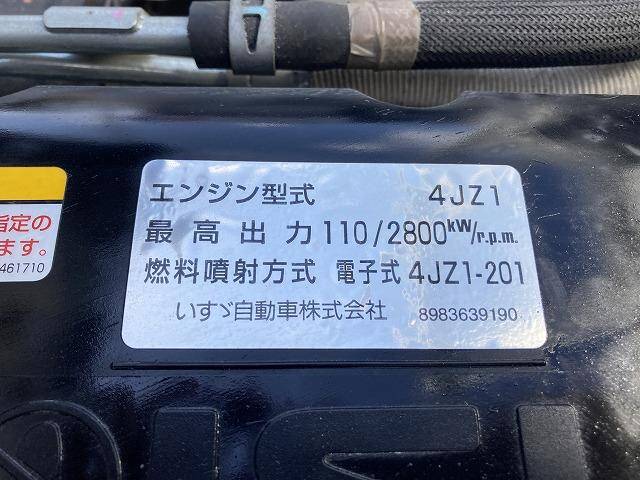 エンジン型式 4JZ1
最高出力 110/2800kW/r.p.m.
燃料噴射方式 電子式 4JZ1-201
いすゞ自動車株式会社 8983639190
指定の
ます。
461710